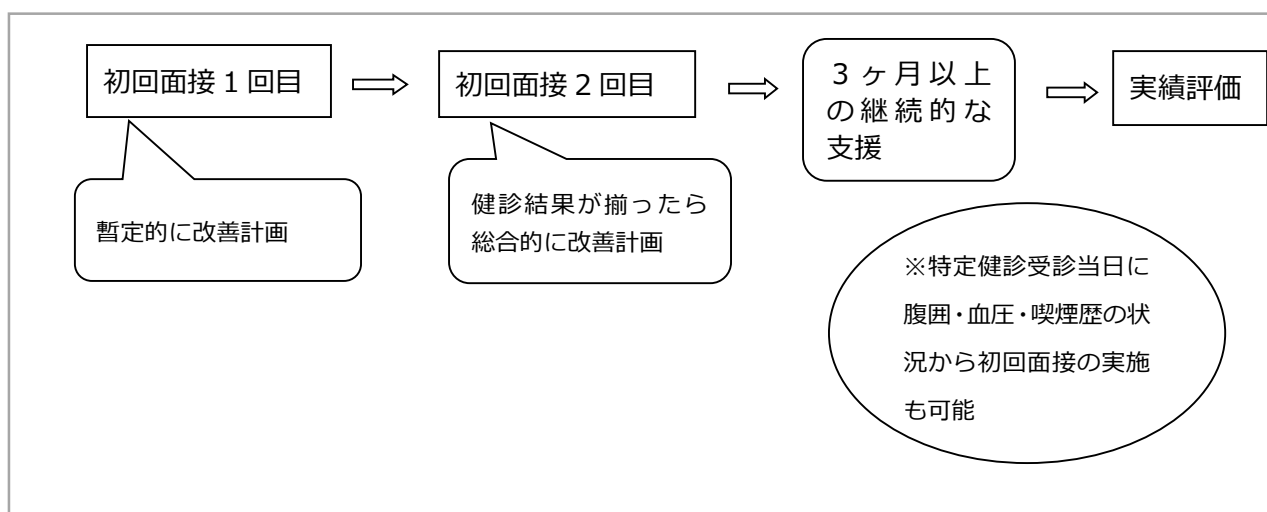 初回面接１回目
初回面接２回目
３ヶ月以上
の継続的な
支援
実績評価
暫定的に改善計画
健診結果が揃ったら
総合的に改善計画
※特定健診受診当日に
腹囲・血圧・喫煙歴の状
況から初回面接の実施
も可能